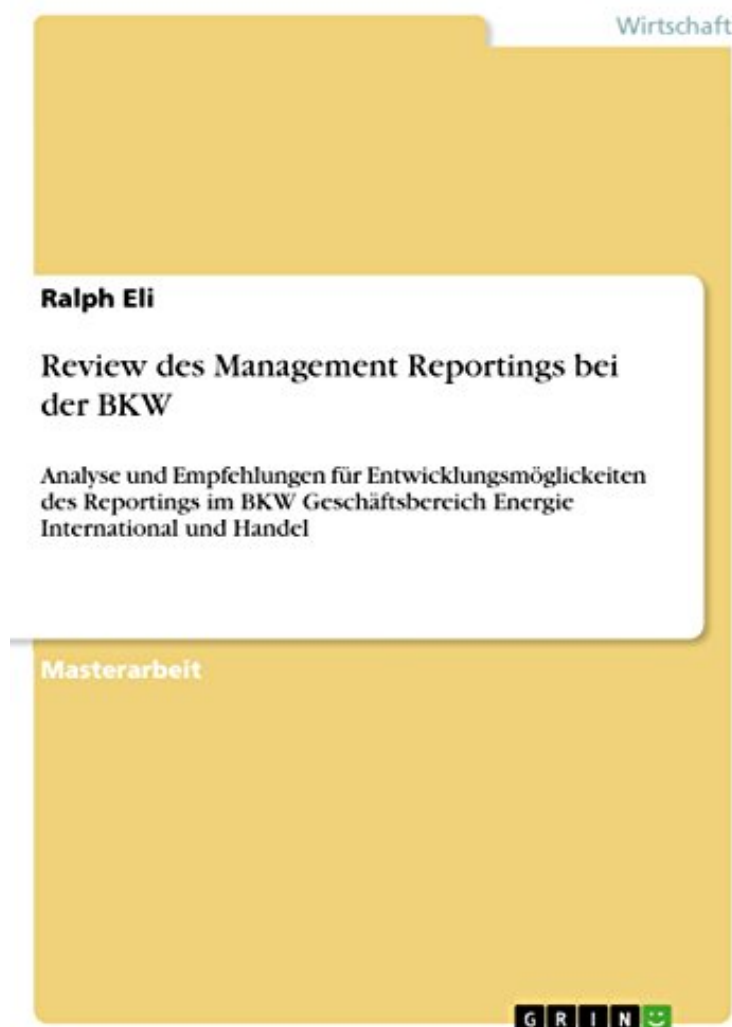 Wirtschaft
Ralph Eli
Review des Management Reportings bei
der BKW
Analyse und Empfehlungen für Entwicklungsmöglickeiten
des Reportings im BKW Geschäftsbereich Energie
International und Handel
Masterarbeit
GRIN